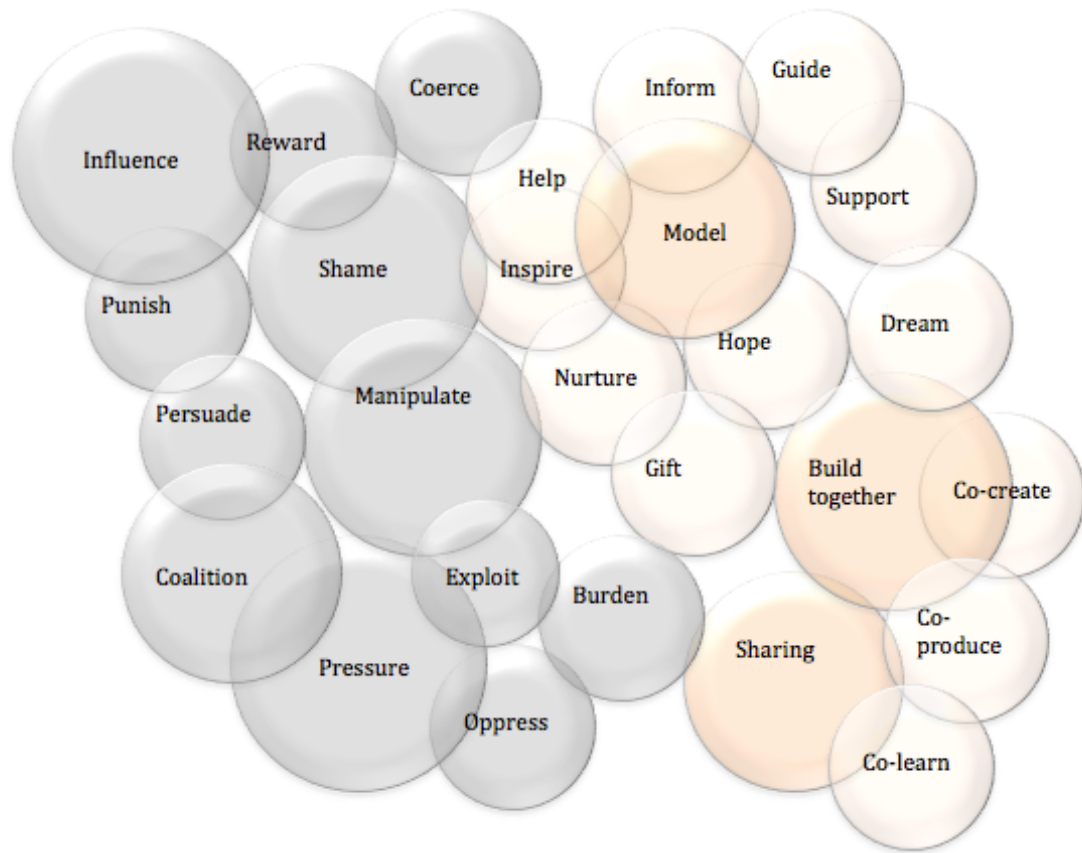 Coerce
Inform
Guide
Influence
Reward
Help
Support
Model
Shame
Inspire
Punish
Dream
Hope
Nurture
Manipulate
Persuade
Gift
Build
together
Co-create
Coalition
Exploit
Burden
Co-
produce
Sharing
Pressure
Oppress
Co-learn